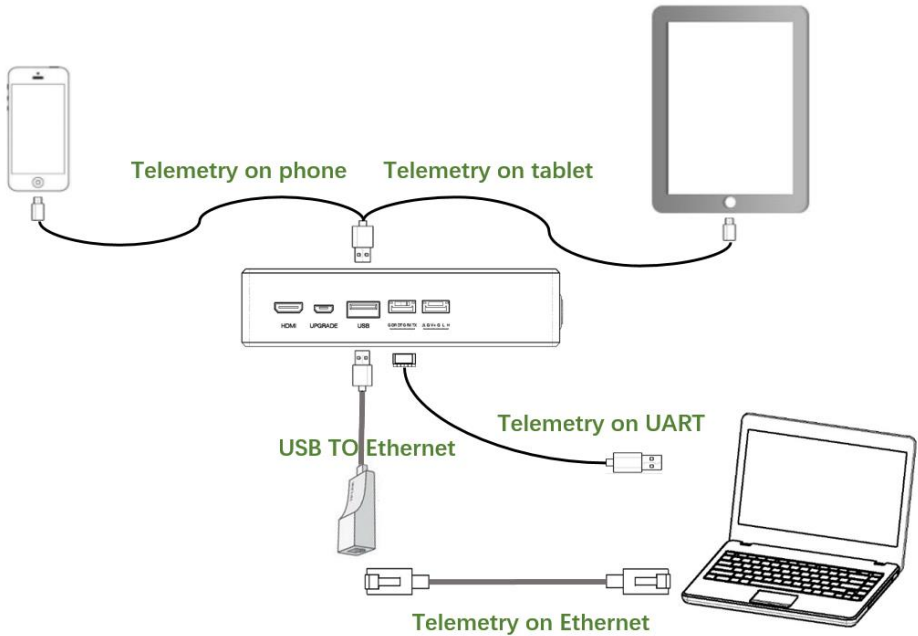 Telemetry on phone
Telemetry on tablet
HDMI
UPGRADE
USB
Telemetry on UART
USB TO Ethernet
Telemetry on Ethernet